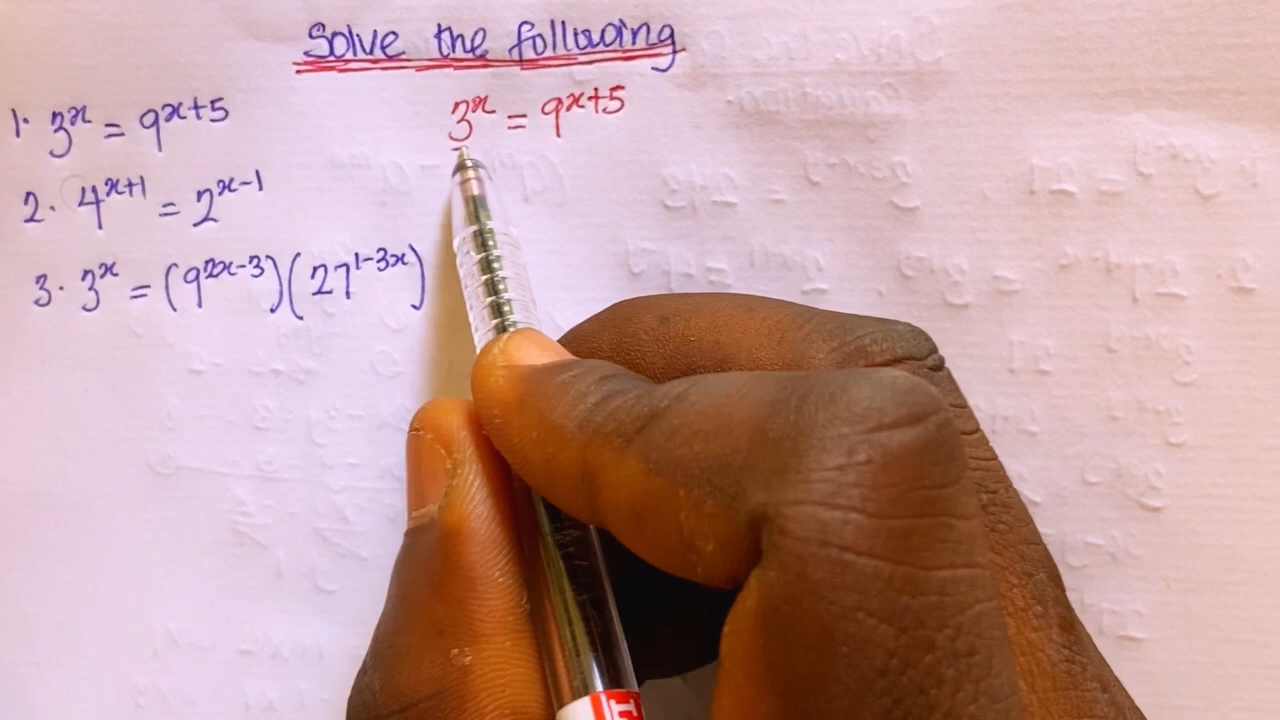 Solve the following
1. 3^x = 9^x+5
3^x = 9^x+5
2. 4^x+1 = 2^x-1
3. 3^x = (9^2x-3)(27^1-3x)